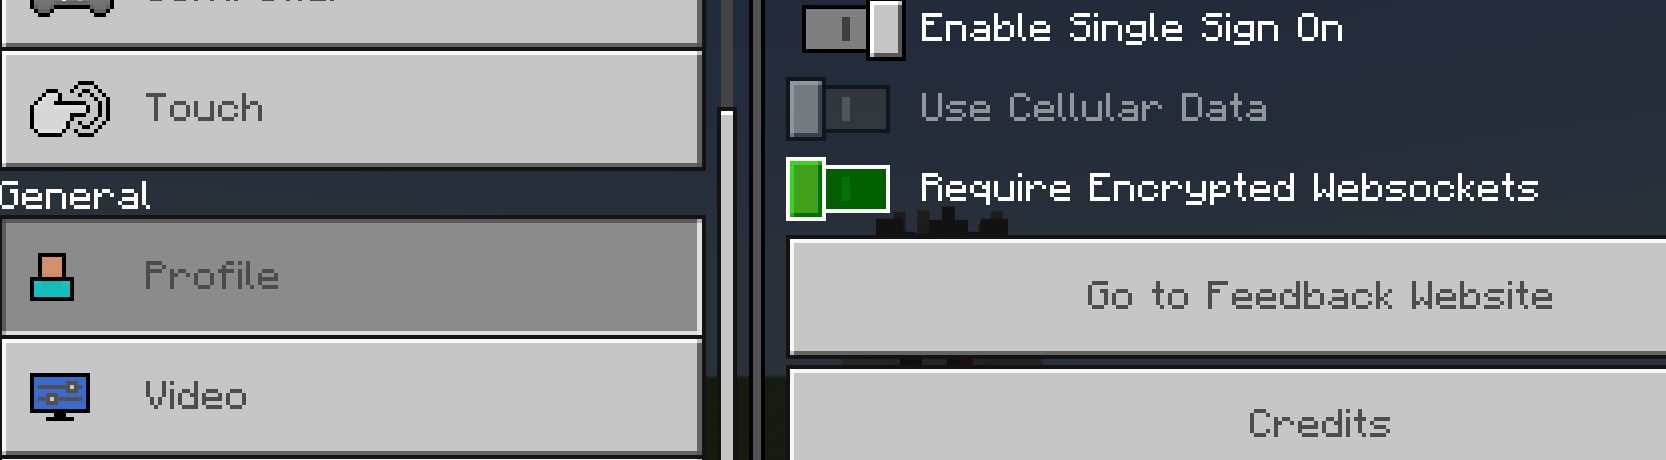 Touch
General
Profile
Video
Enable Single Sign On
Use Cellular Data
Require Encrypted Websockets
Go to Feedback Website
Credits